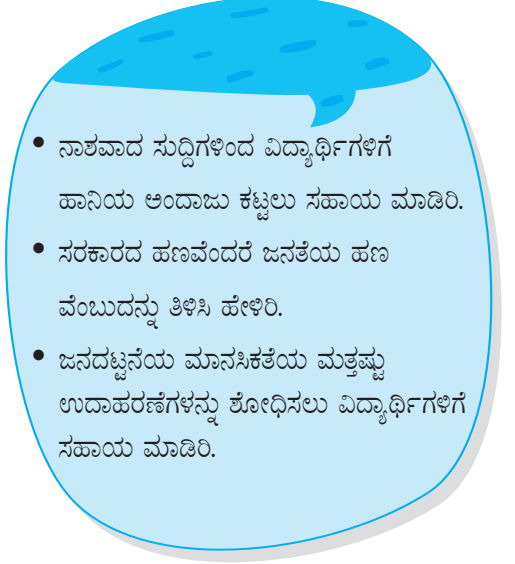 • ನಾಶವಾದ ಸುದ್ದಿಗಳಿಂದ ವಿದ್ಯಾರ್ಥಿಗಳಿಗೆ
ಹಾನಿಯ ಅಂದಾಜು ಕಟ್ಟಲು ಸಹಾಯ ಮಾಡಿರಿ.
• ಸರಕಾರದ ಹಣವೆಂದರೆ ಜನತೆಯ ಹಣ
ವೆಂಬುದನ್ನು ತಿಳಿಸಿ ಹೇಳಿರಿ.
• ಜನದಟ್ಟನೆಯ ಮಾನಸಿಕತೆಯ ಮತ್ತಷ್ಟು
ಉದಾಹರಣೆಗಳನ್ನು ಶೋಧಿಸಲು ವಿದ್ಯಾರ್ಥಿಗಳಿಗೆ
ಸಹಾಯ ಮಾಡಿರಿ.